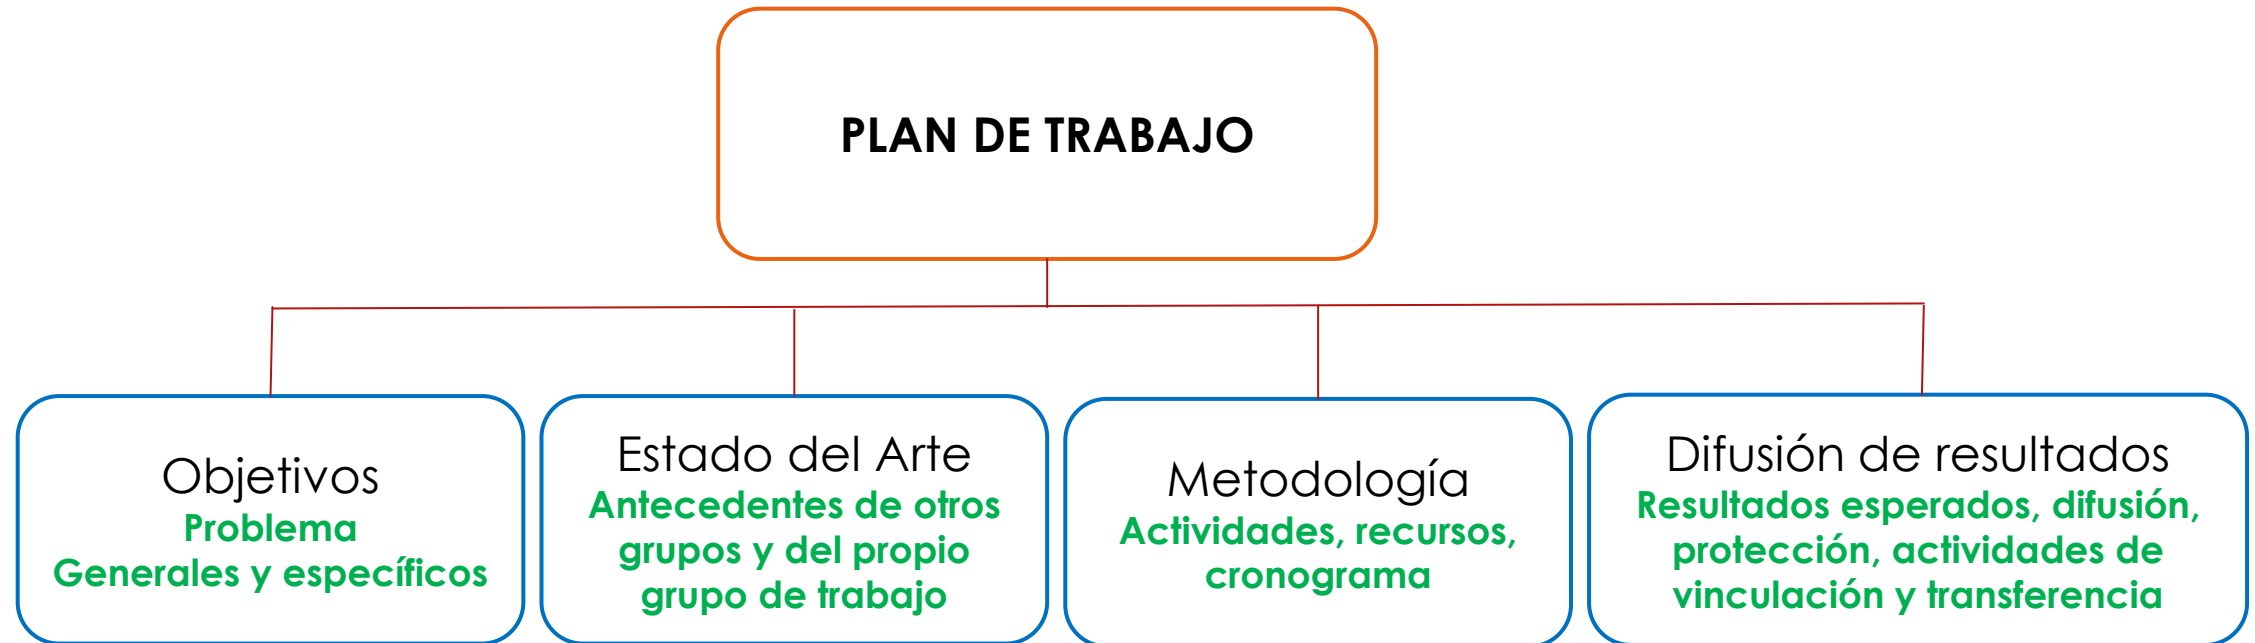 PLAN DE TRABAJO
Objetivos
Problema
Generales y específicos
Estado del Arte
Antecedentes de otros
grupos y del propio
grupo de trabajo
Metodología
Actividades, recursos,
cronograma
Difusión de resultados
Resultados esperados, difusión,
protección, actividades de
vinculación y transferencia